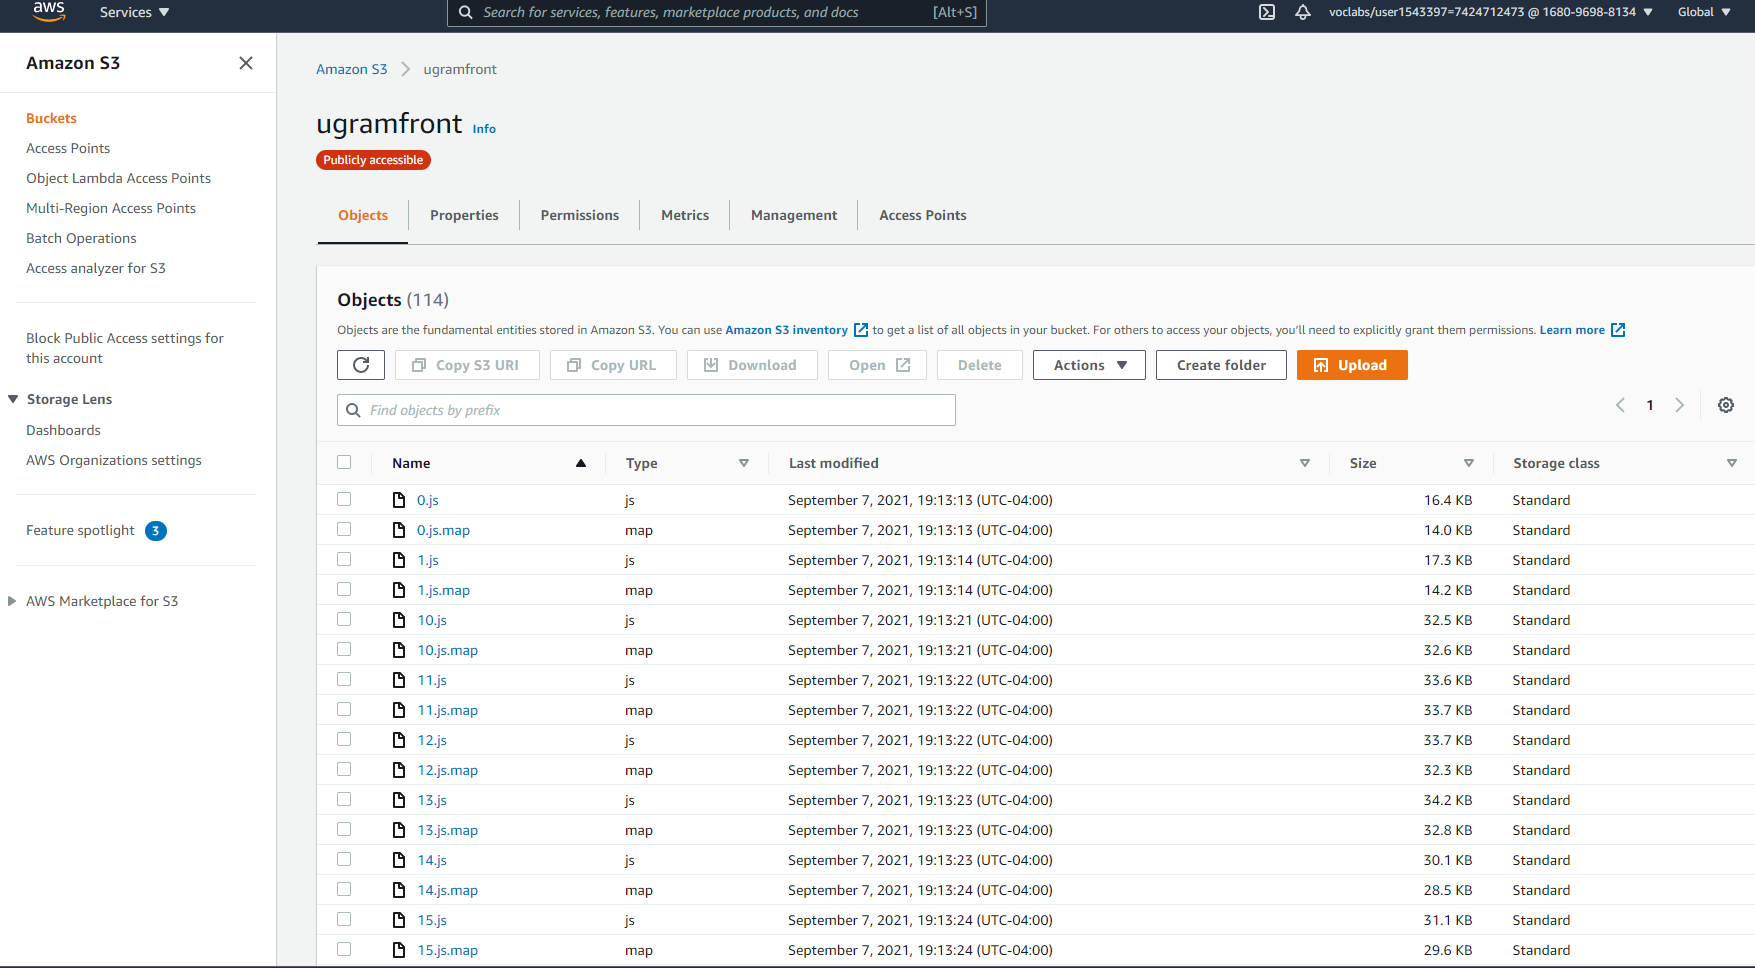 aws
Services
Search for services, features, marketplace products, and docs [Alt+S]
voclabs/user1543397=7424712473 @ 1680-9698-8134
Global
Amazon S3
Buckets
Access Points
Object Lambda Access Points
Multi-Region Access Points
Batch Operations
Access analyzer for S3
Block Public Access settings for
this account
Storage Lens
Dashboards
AWS Organizations settings
Feature spotlight 3
AWS Marketplace for S3
Amazon S3 ugramfront
ugramfront Info
Publicly accessible
Objects Properties Permissions Metrics Management Access Points
Objects (114)
Objects are the fundamental entities stored in Amazon S3. You can use Amazon S3 inventory to get a list of all objects in your bucket. For others to access your objects, you'll need to explicitly grant them permissions. Learn more
Copy S3 URI Copy URL Download Open Delete Actions Create folder Upload
Find objects by prefix
1
Name Type Last modified Size Storage class
0.js js September 7, 2021, 19:13:13 (UTC-04:00) 16.4 KB Standard
0.js.map map September 7, 2021, 19:13:13 (UTC-04:00) 14.0 KB Standard
1.js js September 7, 2021, 19:13:14 (UTC-04:00) 17.3 KB Standard
1.js.map map September 7, 2021, 19:13:14 (UTC-04:00) 14.2 KB Standard
10.js js September 7, 2021, 19:13:21 (UTC-04:00) 32.5 KB Standard
10.js.map map September 7, 2021, 19:13:21 (UTC-04:00) 32.6 KB Standard
11.js js September 7, 2021, 19:13:22 (UTC-04:00) 33.6 KB Standard
11.js.map map September 7, 2021, 19:13:22 (UTC-04:00) 33.7 KB Standard
12.js js September 7, 2021, 19:13:22 (UTC-04:00) 33.7 KB Standard
12.js.map map September 7, 2021, 19:13:22 (UTC-04:00) 32.3 KB Standard
13.js js September 7, 2021, 19:13:23 (UTC-04:00) 34.2 KB Standard
13.js.map map September 7, 2021, 19:13:23 (UTC-04:00) 32.8 KB Standard
14.js js September 7, 2021, 19:13:23 (UTC-04:00) 30.1 KB Standard
14.js.map map September 7, 2021, 19:13:24 (UTC-04:00) 28.5 KB Standard
15.js js September 7, 2021, 19:13:24 (UTC-04:00) 31.1 KB Standard
15.js.map map September 7, 2021, 19:13:24 (UTC-04:00) 29.6 KB Standard